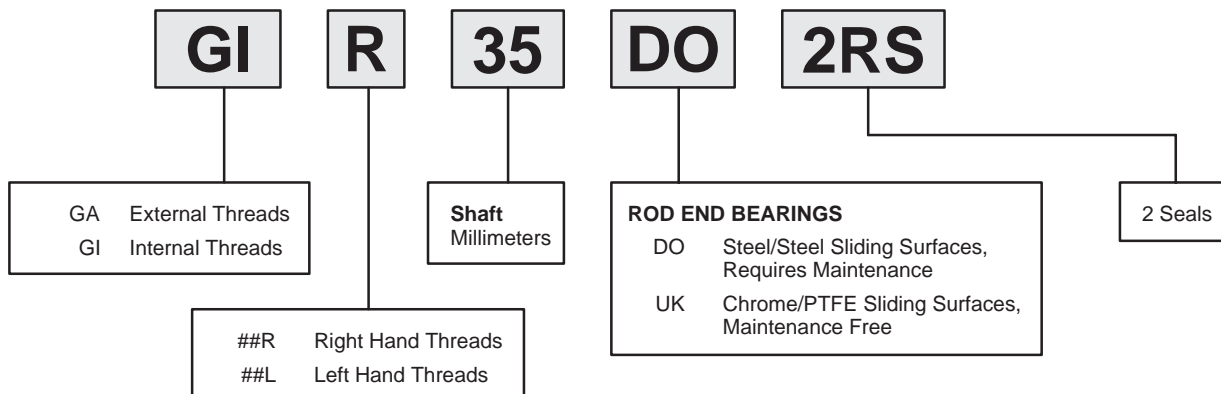 GI R 35 DO 2RS
GA External Threads
GI Internal Threads
##R Right Hand Threads
##L Left Hand Threads
Shaft
Millimeters
ROD END BEARINGS
DO Steel/Steel Sliding Surfaces,
Requires Maintenance
UK Chrome/PTFE Sliding Surfaces,
Maintenance Free
2 Seals